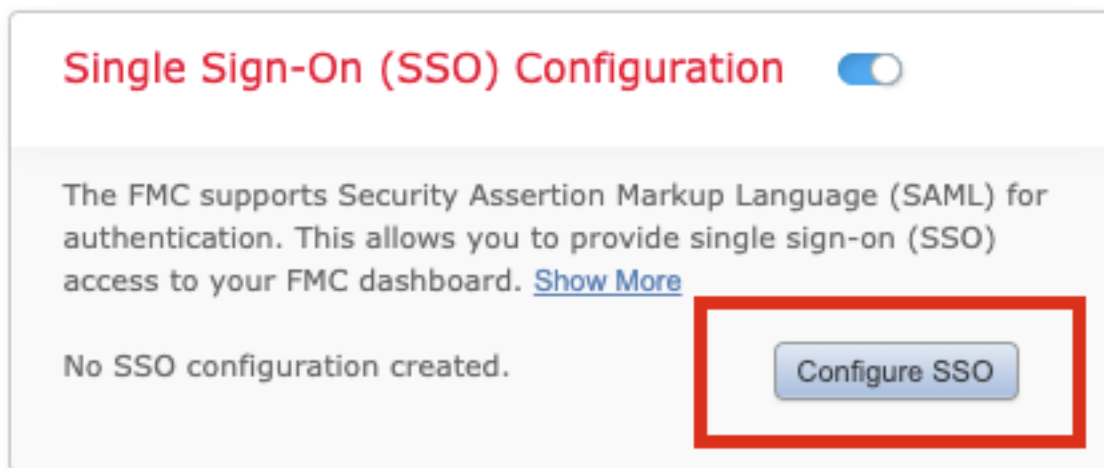 Single Sign-On (SSO) Configuration
The FMC supports Security Assertion Markup Language (SAML) for
authentication. This allows you to provide single sign-on (SSO)
access to your FMC dashboard. Show More
No SSO configuration created.
Configure SSO